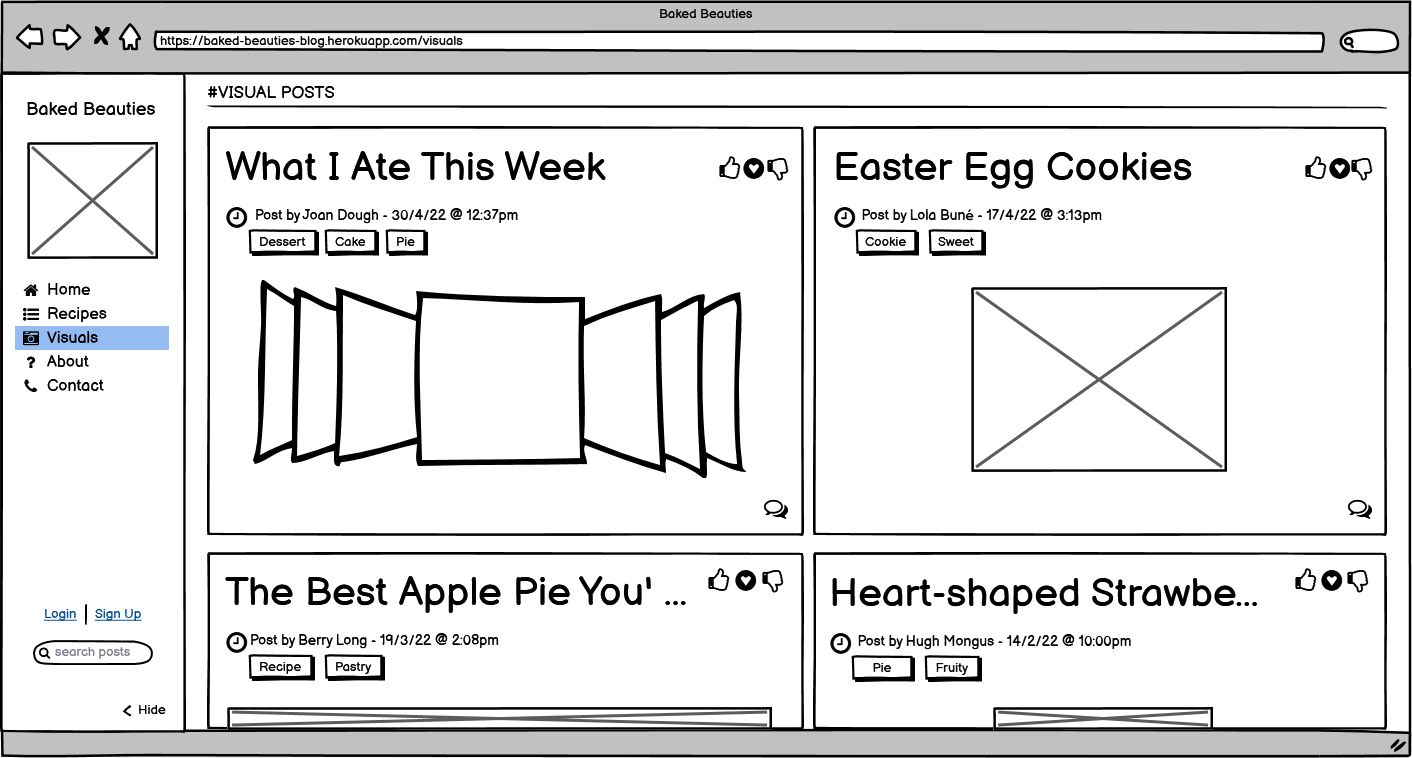 Baked Beauties
https://baked-beauties-blog.herokuapp.com/visuals
Baked Beauties
Home
Recipes
Visuals
? About
Contact
Login | Sign Up
search posts
Hide
#VISUAL POSTS
What I Ate This Week
Post by Joan Dough - 30/4/22 @ 12:37pm
Dessert Cake Pie
Easter Egg Cookies
Post by Lola Buné - 17/4/22 @ 3:13pm
Cookie Sweet
The Best Apple Pie You' ...
Post by Berry Long - 19/3/22 @ 2:08pm
Recipe Pastry
Heart-shaped Strawbe...
Post by Hugh Mongus - 14/2/22 @ 10:00pm
Pie Fruity